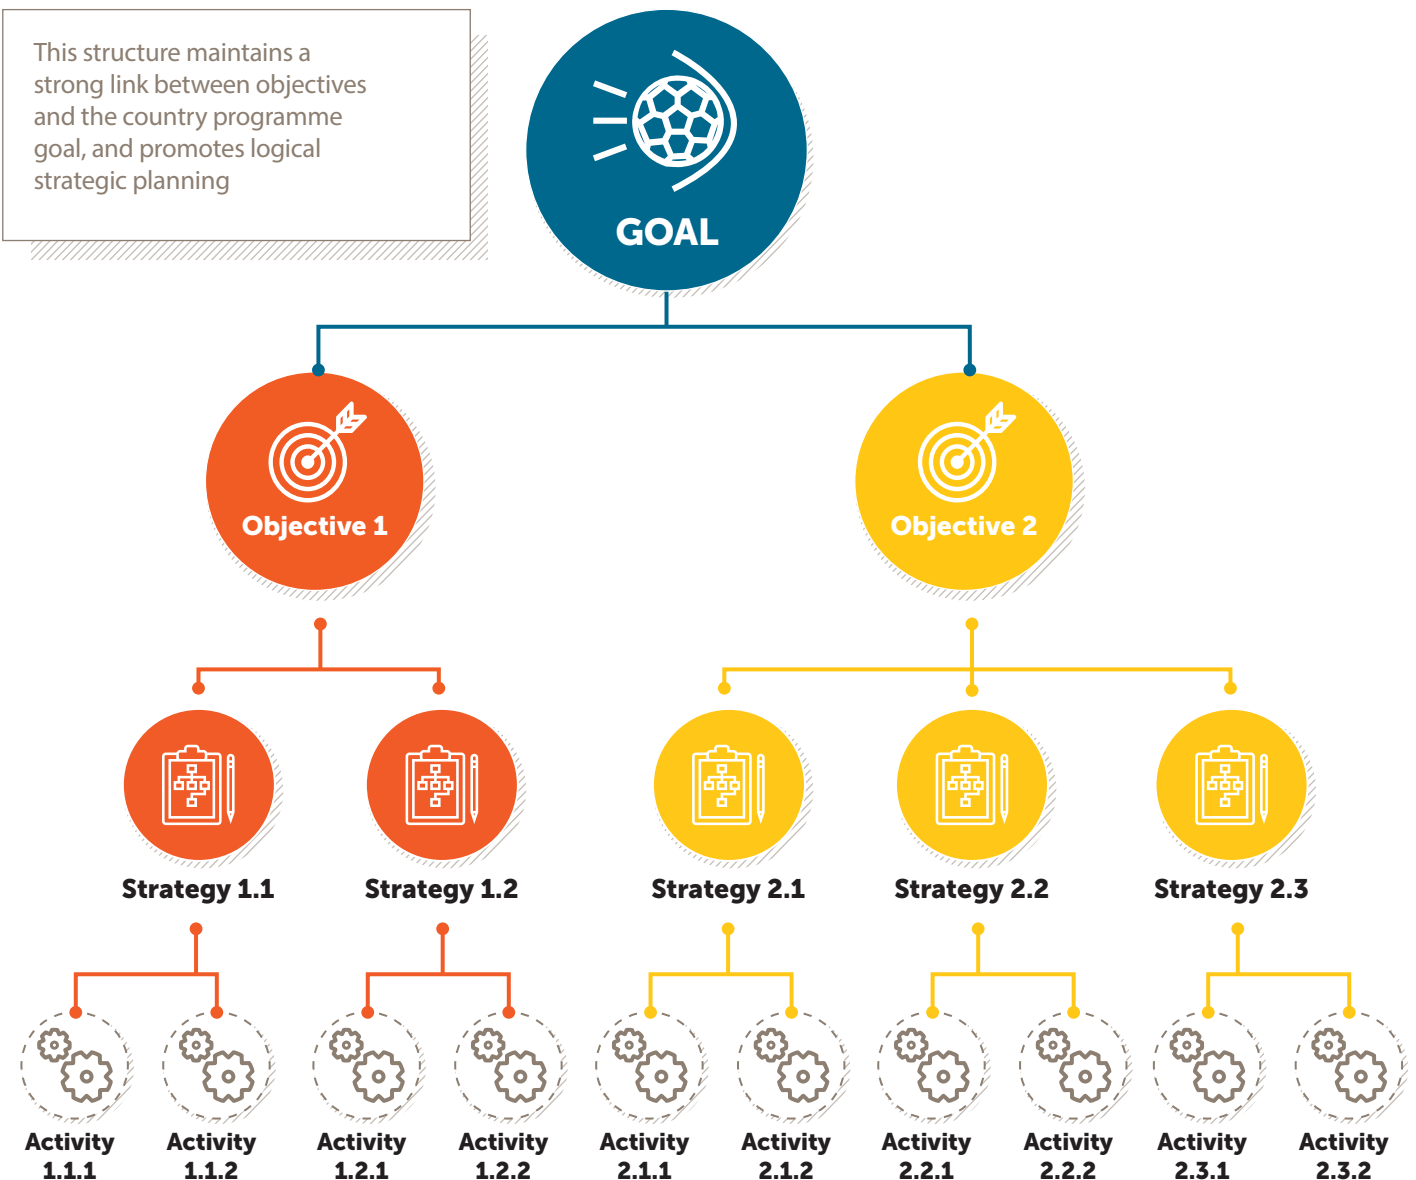 This structure maintains a
strong link between objectives
and the country programme
goal, and promotes logical
strategic planning
GOAL
Objective 1
Objective 2
Strategy 1.1
Strategy 1.2
Strategy 2.1
Strategy 2.2
Strategy 2.3
Activity
1.1.1
Activity
1.1.2
Activity
1.2.1
Activity
1.2.2
Activity
2.1.1
Activity
2.1.2
Activity
2.2.1
Activity
2.2.2
Activity
2.3.1
Activity
2.3.2